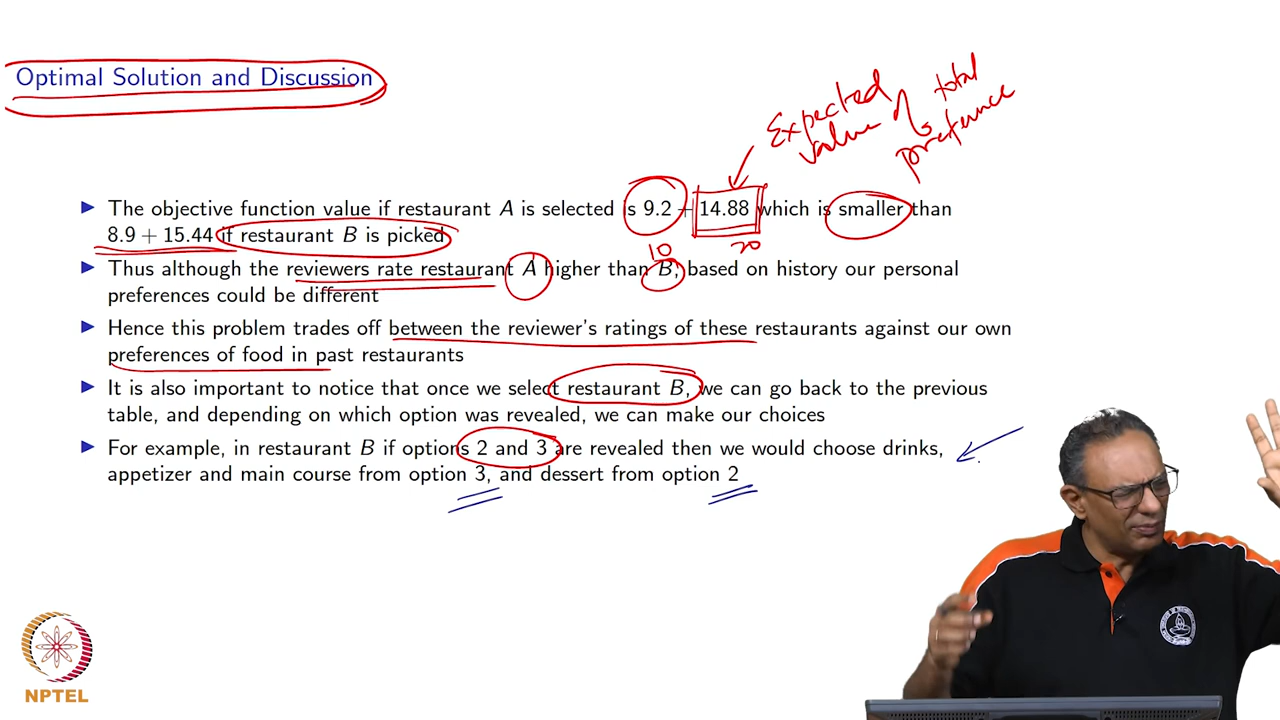 Optimal Solution and Discussion
Expected value of total preference
▶ The objective function value if restaurant A is selected is 9.2 + 14.88 which is smaller than
8.9 + 15.44 if restaurant B is picked
10 20
▶ Thus although the reviewers rate restaurant A higher than B, based on history our personal
preferences could be different
▶ Hence this problem trades off between the reviewer's ratings of these restaurants against our own
preferences of food in past restaurants
▶ It is also important to notice that once we select restaurant B, we can go back to the previous
table, and depending on which option was revealed, we can make our choices
▶ For example, in restaurant B if options 2 and 3 are revealed then we would choose drinks,
appetizer and main course from option 3, and dessert from option 2
NPTEL